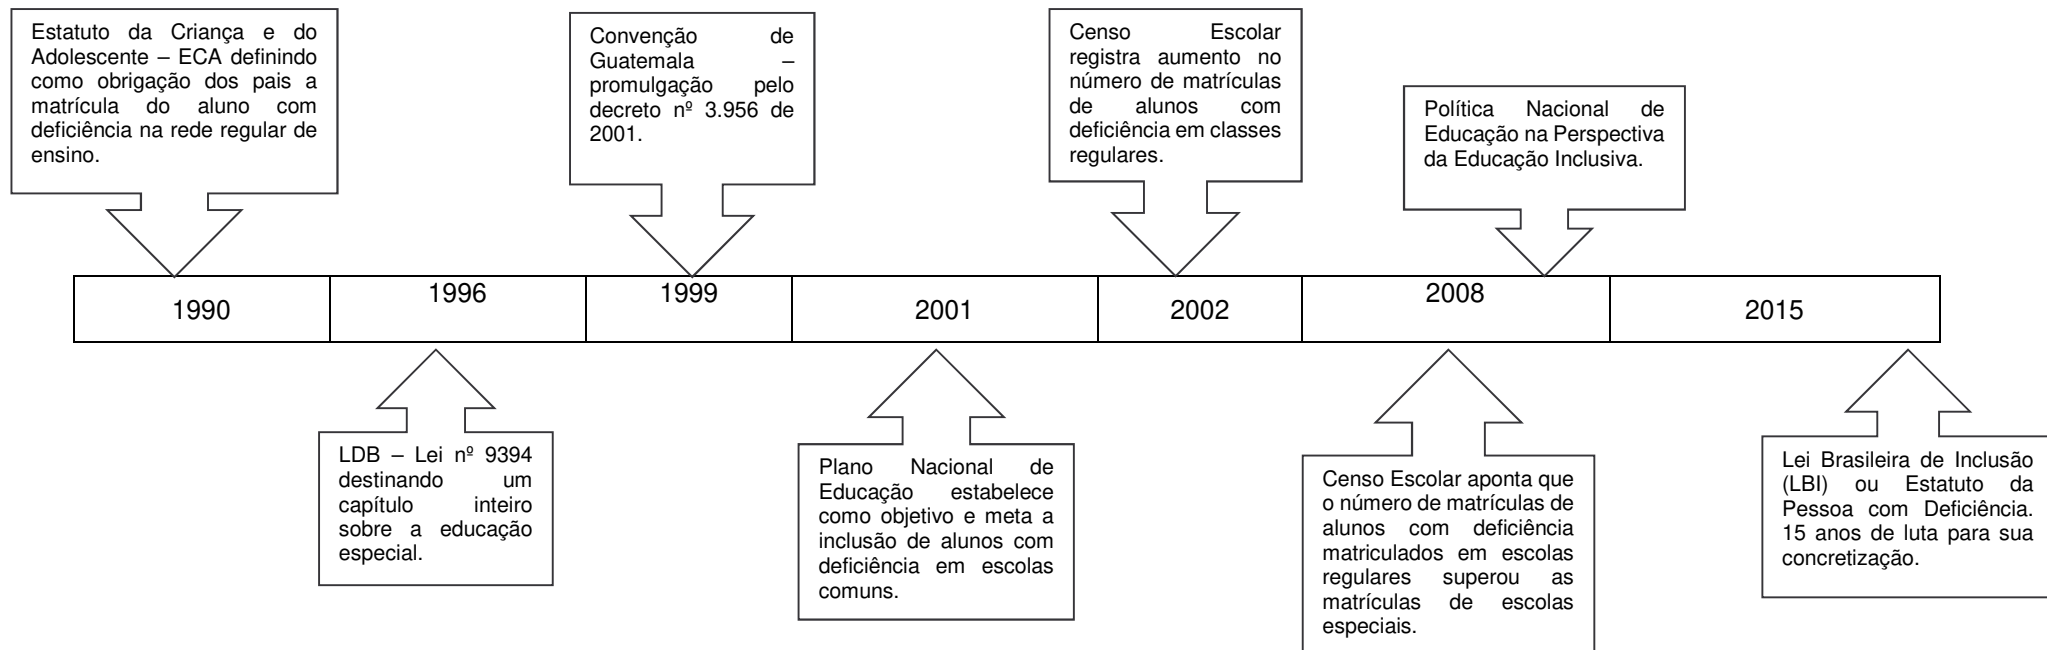 Estatuto da Criança e do
Adolescente – ECA definindo
como obrigação dos pais a
matrícula do aluno com
deficiência na rede regular de
ensino.
Convenção de
Guatemala –
promulgação pelo
decreto nº 3.956 de
2001.
Censo Escolar
registra aumento no
número de matrículas
de alunos com
deficiência em classes
regulares.
Política Nacional de
Educação na Perspectiva
da Educação Inclusiva.
1990
1996
1999
2001
2002
2008
2015
LDB – Lei nº 9394
destinando um
capítulo inteiro
sobre a educação
especial.
Plano Nacional de
Educação estabelece
como objetivo e meta a
inclusão de alunos com
deficiência em escolas
comuns.
Censo Escolar aponta que
o número de matrículas de
alunos com deficiência
matriculados em escolas
regulares superou as
matrículas de escolas
especiais.
Lei Brasileira de Inclusão
(LBI) ou Estatuto da
Pessoa com Deficiência.
15 anos de luta para sua
concretização.